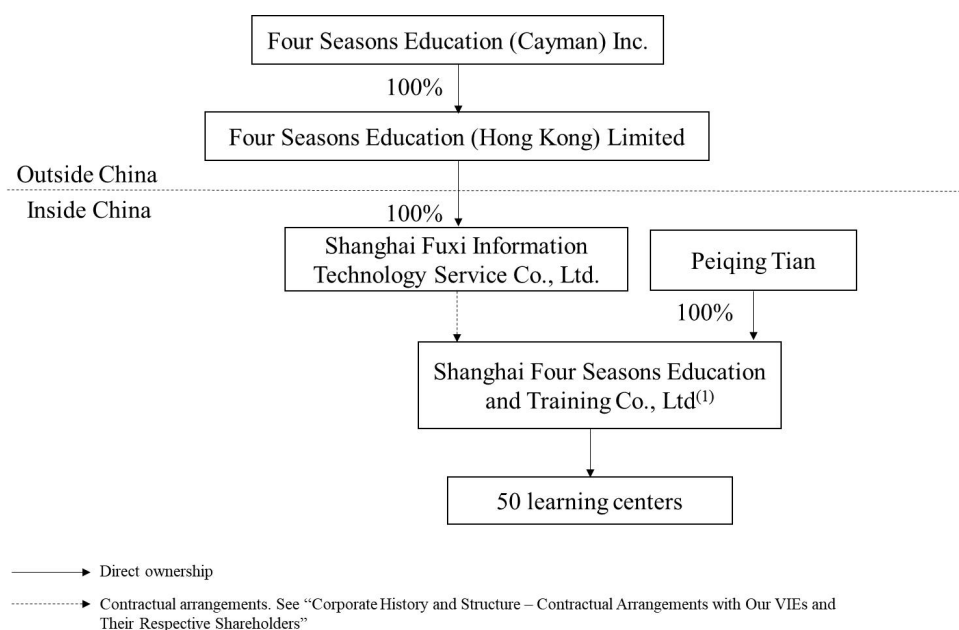 Four Seasons Education (Cayman) Inc.
100%
Four Seasons Education (Hong Kong) Limited
Outside China
Inside China
100%
Shanghai Fuxi Information
Technology Service Co., Ltd.
Peiqing Tian
100%
Shanghai Four Seasons Education
and Training Co., Ltd(1)
50 learning centers
Direct ownership
Contractual arrangements. See “Corporate History and Structure – Contractual Arrangements with Our VIEs and
Their Respective Shareholders”